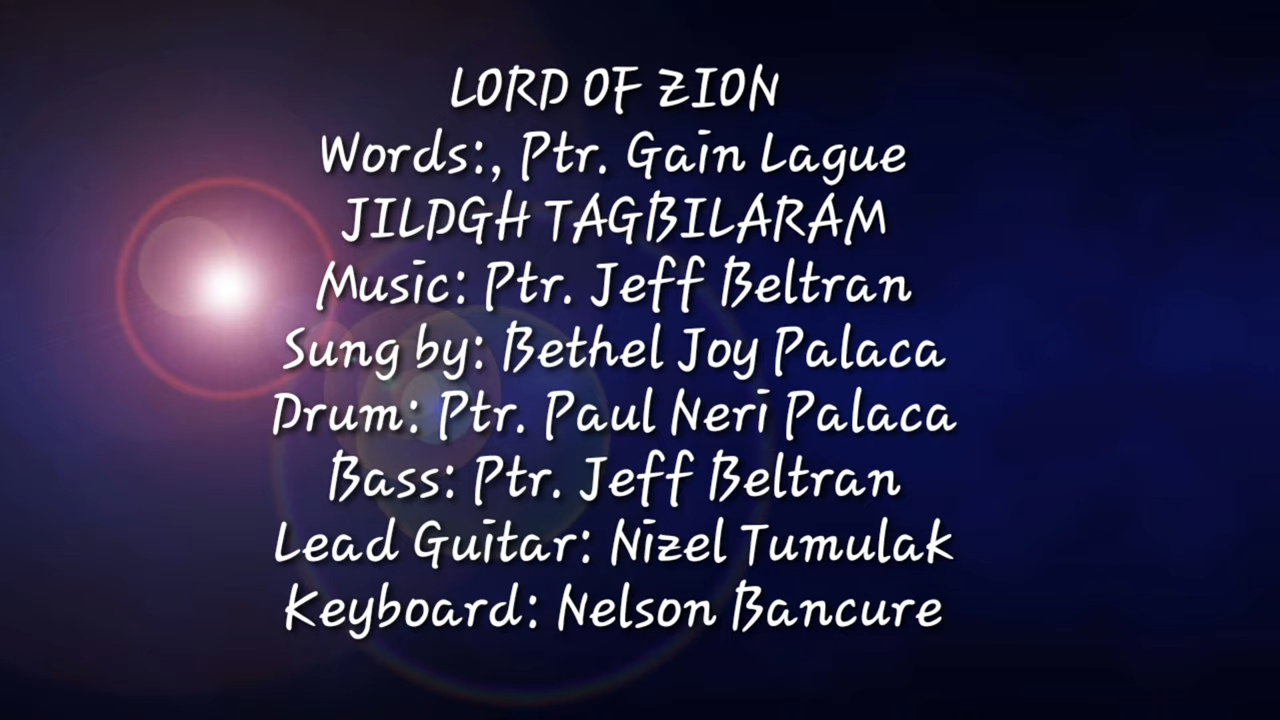 LORD OF ZION
Words:, Ptr. Gain Lague
JILDGH TAGBILARAM
Music: Ptr. Jeff Beltran
Sung by: Bethel Joy Palaca
Drum: Ptr. Paul Neri Palaca
Bass: Ptr. Jeff Beltran
Lead Guitar: Nizel Tumulak
Keyboard: Nelson Bancure